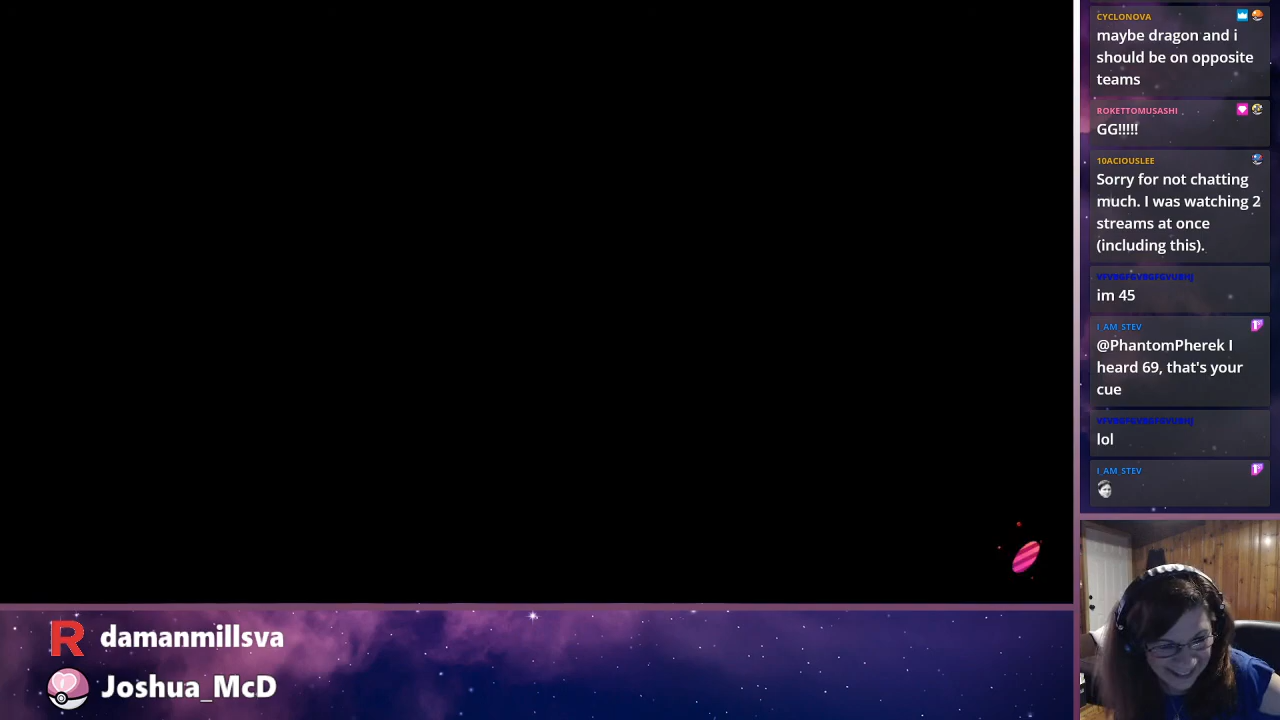 CYCLONOVA
maybe dragon and i
should be on opposite
teams
ROKETTOMUSASHI
GG!!!!!
10ACIOUSLEE
Sorry for not chatting
much. I was watching 2
streams at once
(including this).
im 45
I_AM_STEV
@PhantomPherek I
heard 69, that's your
cue
lol
I_AM_STEV
R damanmillsva
Joshua_McD